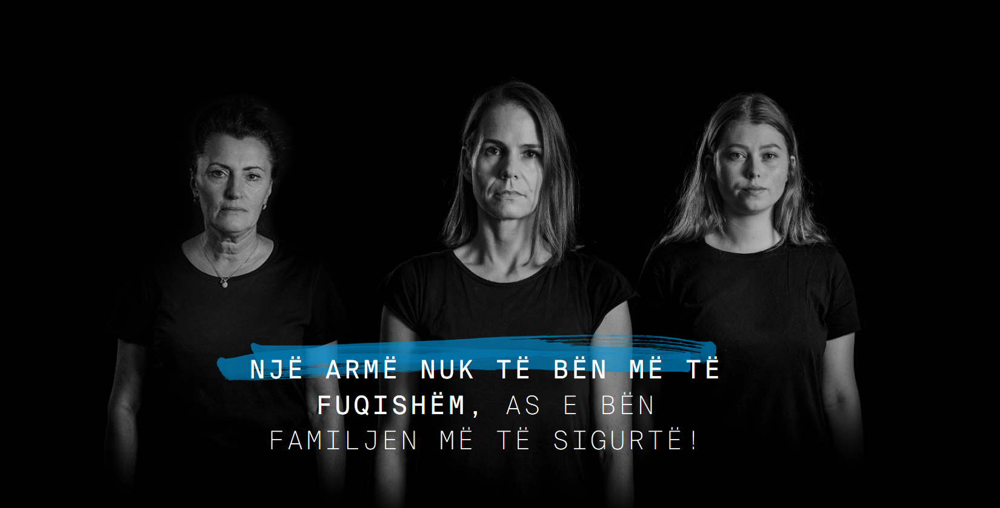 NJË ARMË NUK TË BËN MË TË
FUQISHËM, AS E BËN
FAMILJEN MË TË SIGURTË!